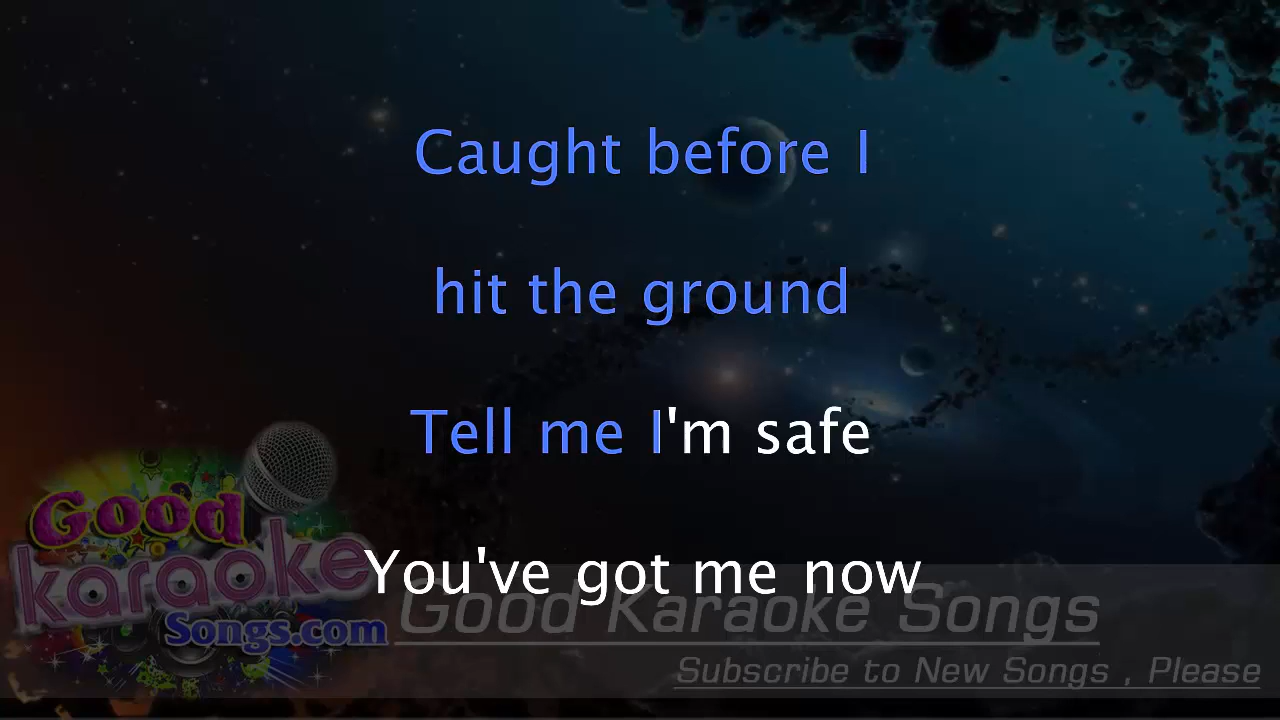 Caught before I
hit the ground
Tell me I'm safe
You've got me now
Good
karaoke
Songs.com
Good Karaoke Songs
Subscribe to New Songs , Please